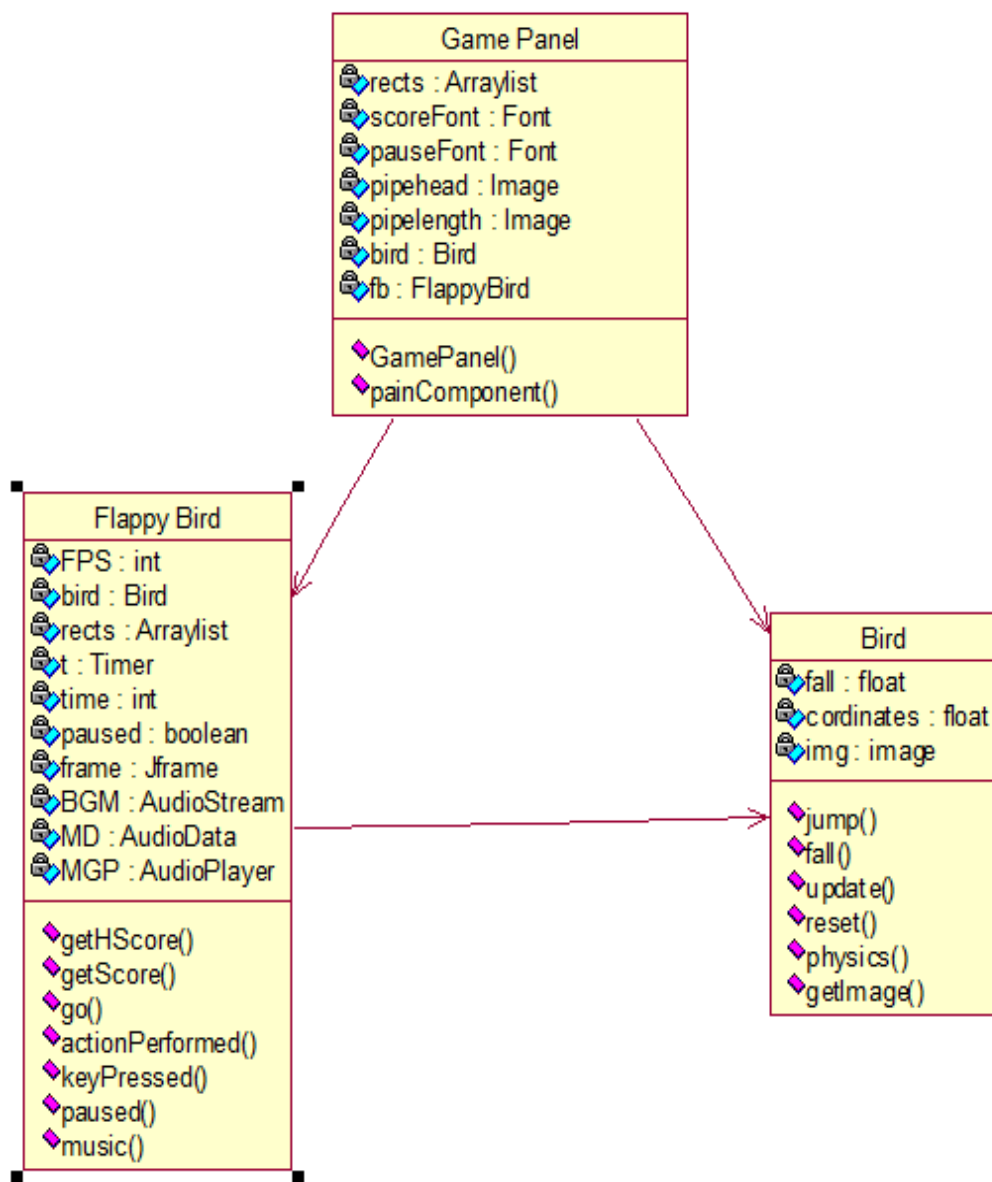 Game Panel
rects : Arraylist
scoreFont : Font
pauseFont : Font
pipehead : Image
pipelength : Image
bird : Bird
fb : FlappyBird
GamePanel()
painComponent()
Flappy Bird
FPS : int
bird : Bird
rects : Arraylist
t : Timer
time : int
paused : boolean
frame : Jframe
BGM : AudioStream
MD : AudioData
MGP : AudioPlayer
getHScore()
getScore()
go()
actionPerformed()
keyPressed()
paused()
music()
Bird
fall : float
cordinates : float
img : image
jump()
fall()
update()
reset()
physics()
getImage()